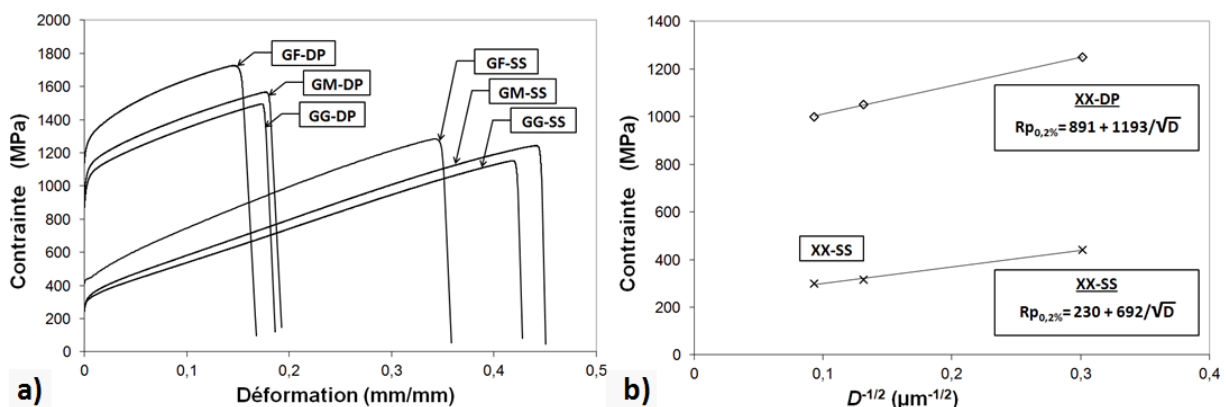 2000
1800
1600
1400
1200
1000
800
600
400
200
0
Contrainte (MPa)
GF-DP
GM-DP
GG-DP
GF-SS
GM-SS
GG-SS
0
0,1
0,2
0,3
0,4
0,5
Déformation (mm/mm)
a)
1400
1200
1000
800
600
400
200
0
Contrainte (MPa)
XX-DP
Rp0,2%= 891 + 1193/√D
XX-SS
XX-SS
Rp0,2%= 230 + 692/√D
0
0,1
0,2
0,3
0,4
D-1/2 (µm-1/2)
b)